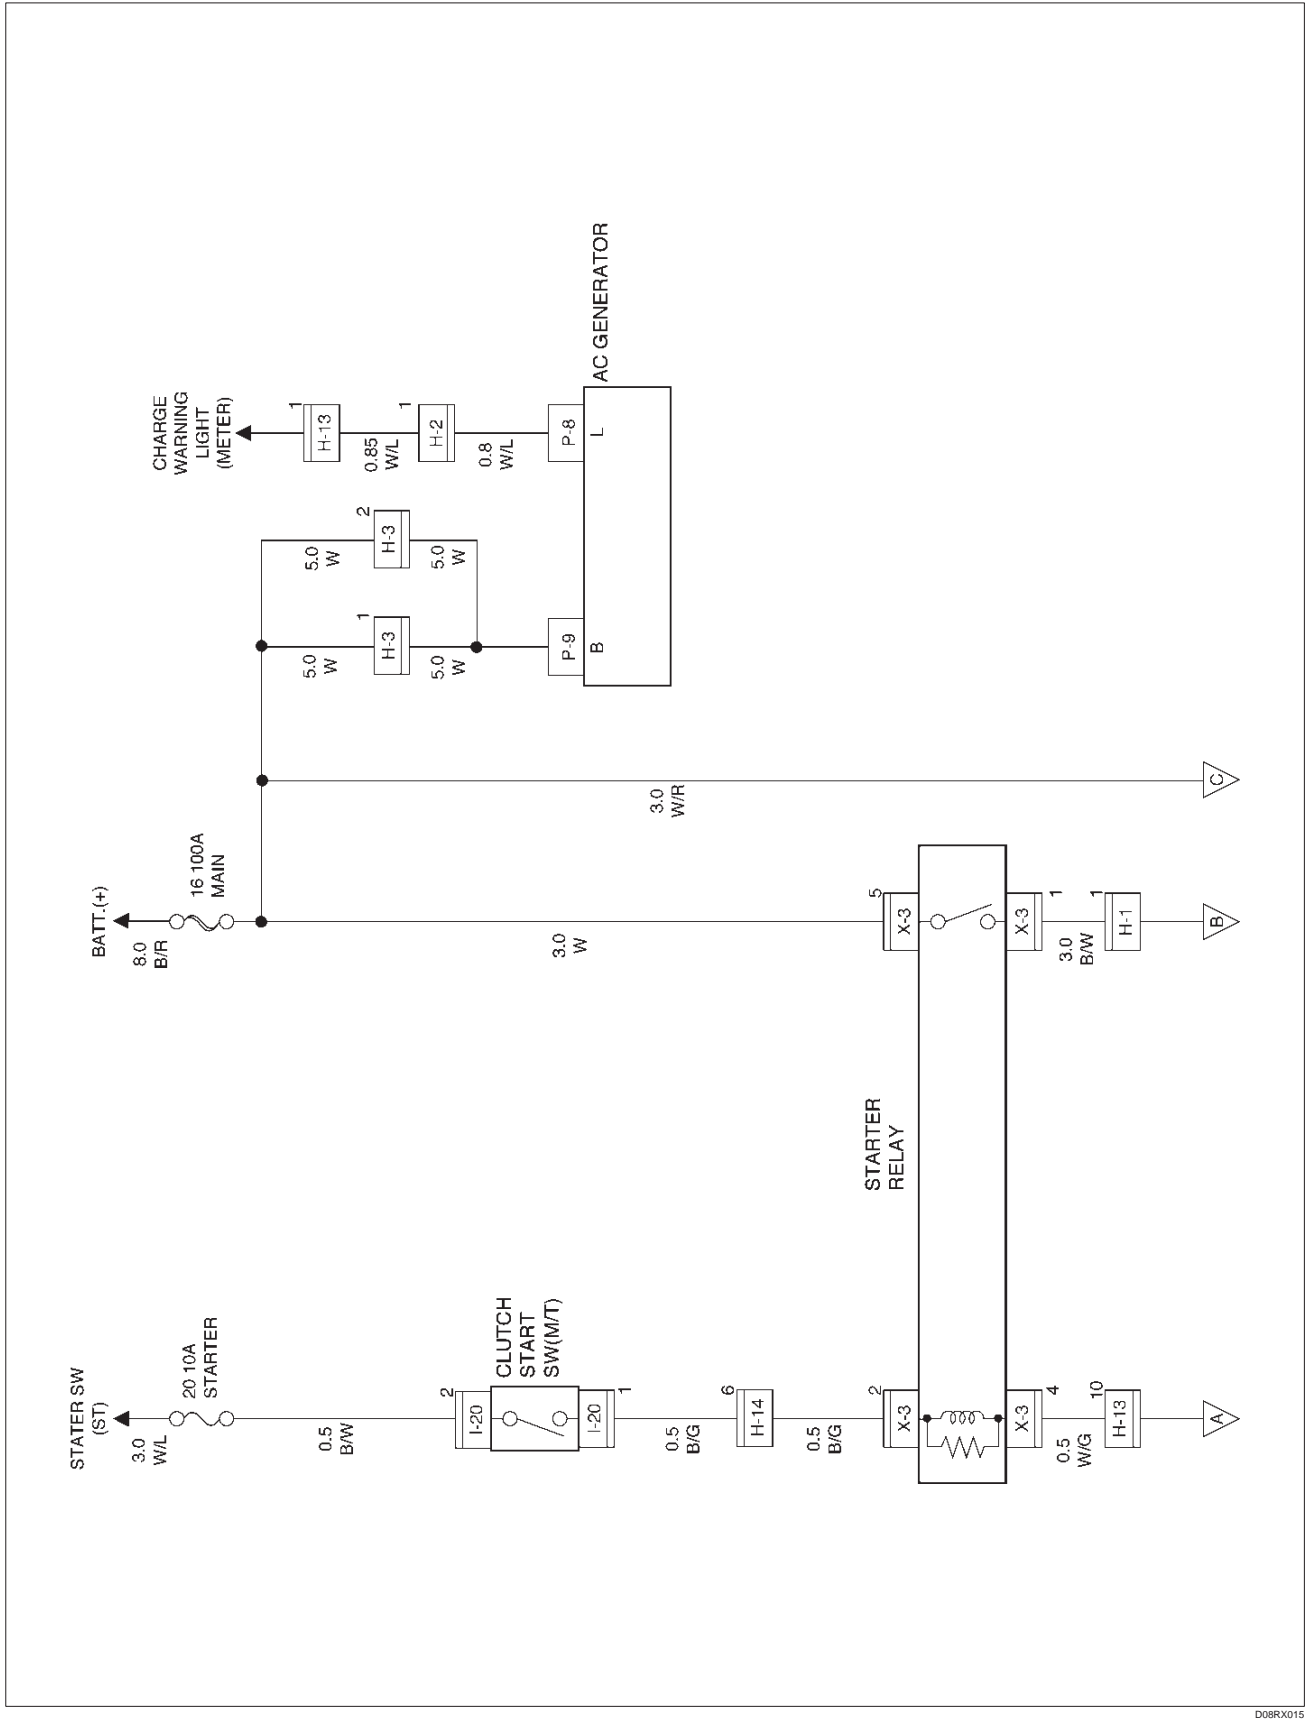 STATER SW
(ST)
3.0
W/L
20 10A
STARTER
0.5
B/W
2
I-20
CLUTCH
START
SW(M/T)
I-20
1
0.5
B/G
6
H-14
0.5
B/G
2
X-3
STARTER
RELAY
X-3
4
0.5
W/G
10
H-13
A
BATT.(+)
8.0
B/R
16 100A
MAIN
3.0
W
5
X-3
X-3
1
3.0
B/W
1
H-1
B
3.0
W/R
C
5.0
W
1
H-3
5.0
W
P-9
B
5.0
W
2
H-3
5.0
W
CHARGE
WARNING
LIGHT
(METER)
1
H-13
0.85
W/L
1
H-2
0.8
W/L
P-8
L
AC GENERATOR
D08RX015